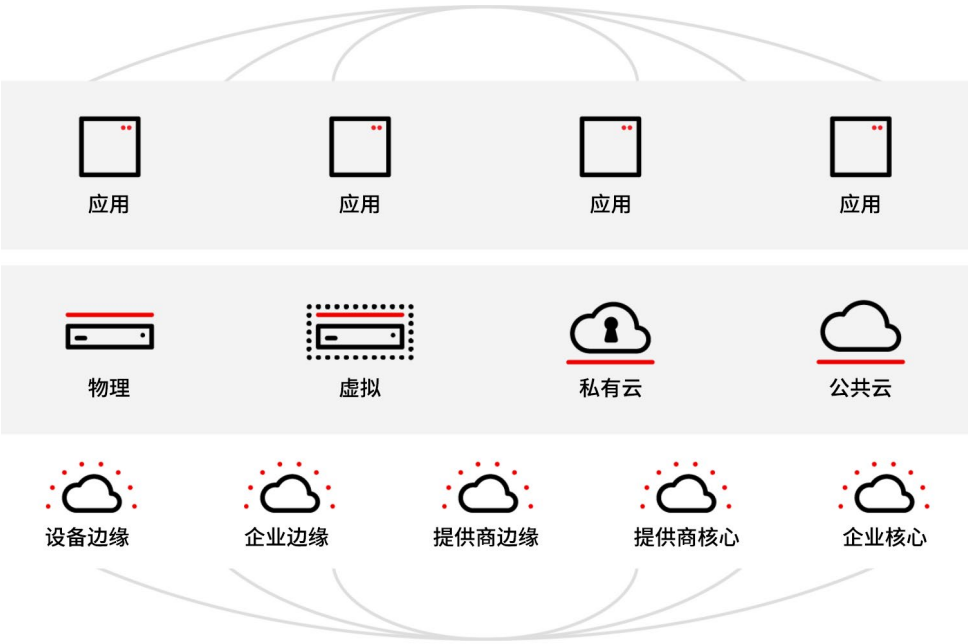 应用 应用 应用 应用
物理 虚拟 私有云 公共云
设备边缘 企业边缘 提供商边缘 提供商核心 企业核心